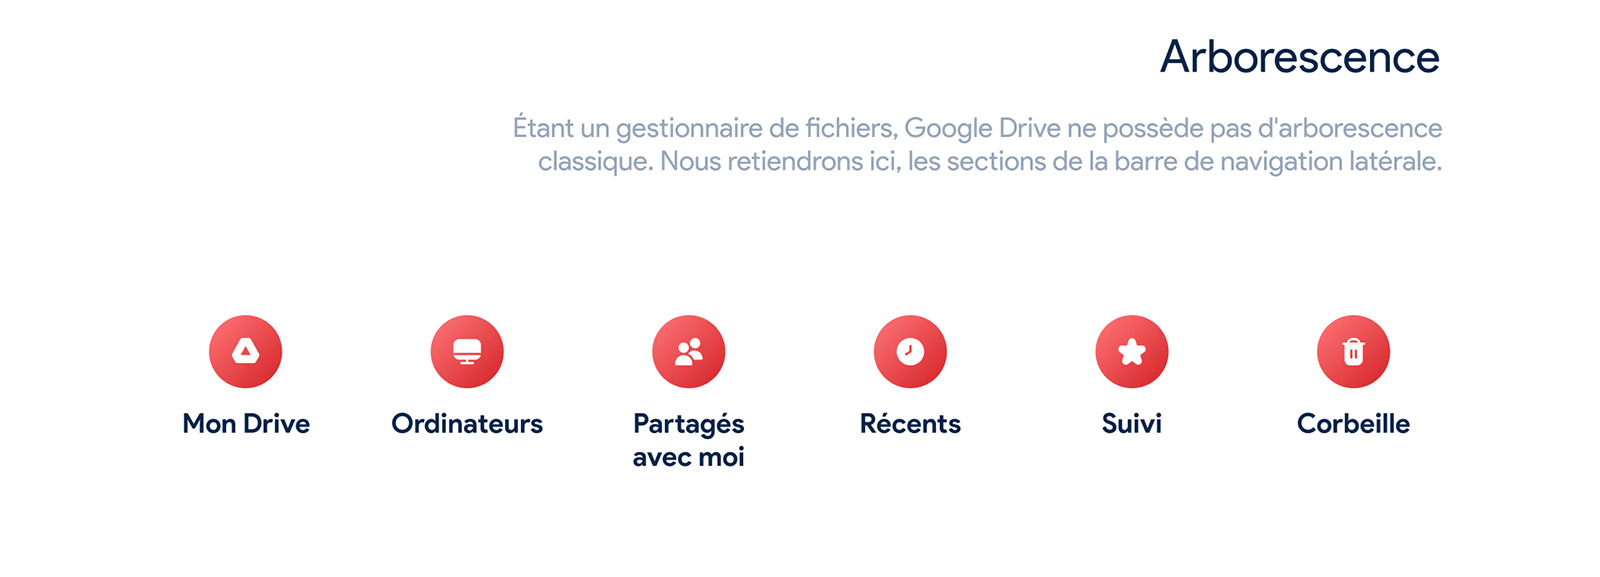 Arborescence
Étant un gestionnaire de fichiers, Google Drive ne possède pas d'arborescence
classique. Nous retiendrons ici, les sections de la barre de navigation latérale.
Mon Drive
Ordinateurs
Partagés
avec moi
Récents
Suivi
Corbeille